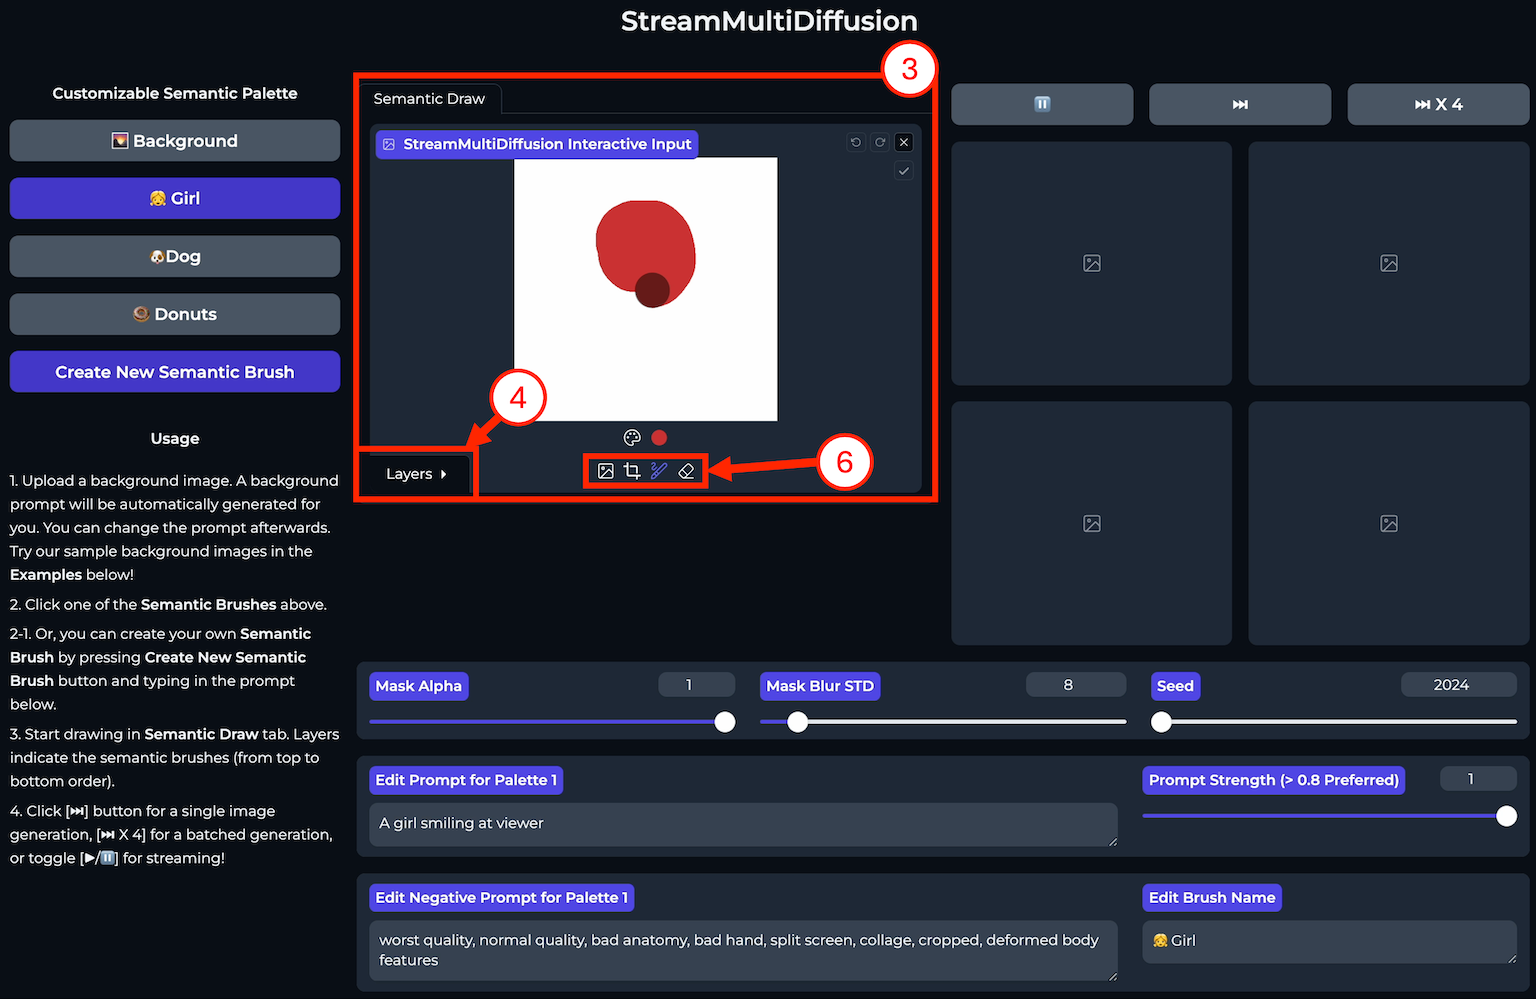 StreamMultiDiffusion
Customizable Semantic Palette
🌄 Background
👧 Girl
🐶Dog
🍩 Donuts
Create New Semantic Brush
Usage
1. Upload a background image. A background
prompt will be automatically generated for
you. You can change the prompt afterwards.
Try our sample background images in the
Examples below!
2. Click one of the Semantic Brushes above.
2-1. Or, you can create your own Semantic
Brush by pressing Create New Semantic
Brush button and typing in the prompt
below.
3. Start drawing in Semantic Draw tab. Layers
indicate the semantic brushes (from top to
bottom order).
4. Click [⏭] button for a single image
generation, [⏭ X 4] for a batched generation,
or toggle [▶/⏸] for streaming!
3
Semantic Draw
StreamMultiDiffusion Interactive Input
4
6
Layers
⏸
⏭
⏭ X 4
Mask Alpha
1
Mask Blur STD
8
Seed
2024
Edit Prompt for Palette 1
A girl smiling at viewer
Prompt Strength (> 0.8 Preferred)
1
Edit Negative Prompt for Palette 1
worst quality, normal quality, bad anatomy, bad hand, split screen, collage, cropped, deformed body
features
Edit Brush Name
👧 Girl